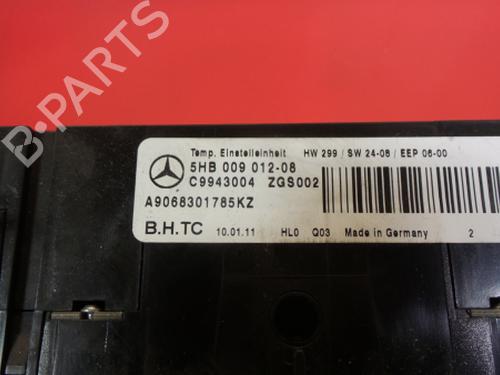 Temp. Einstelleinheit HW 299 / SW 24-08 / EEP 06-00
5HB 009 012-08
C9943004 ZGS002
A9068301785KZ
B.H.TC 10.01.11 HL0 Q03 Made in Germany 2
B-PARTS